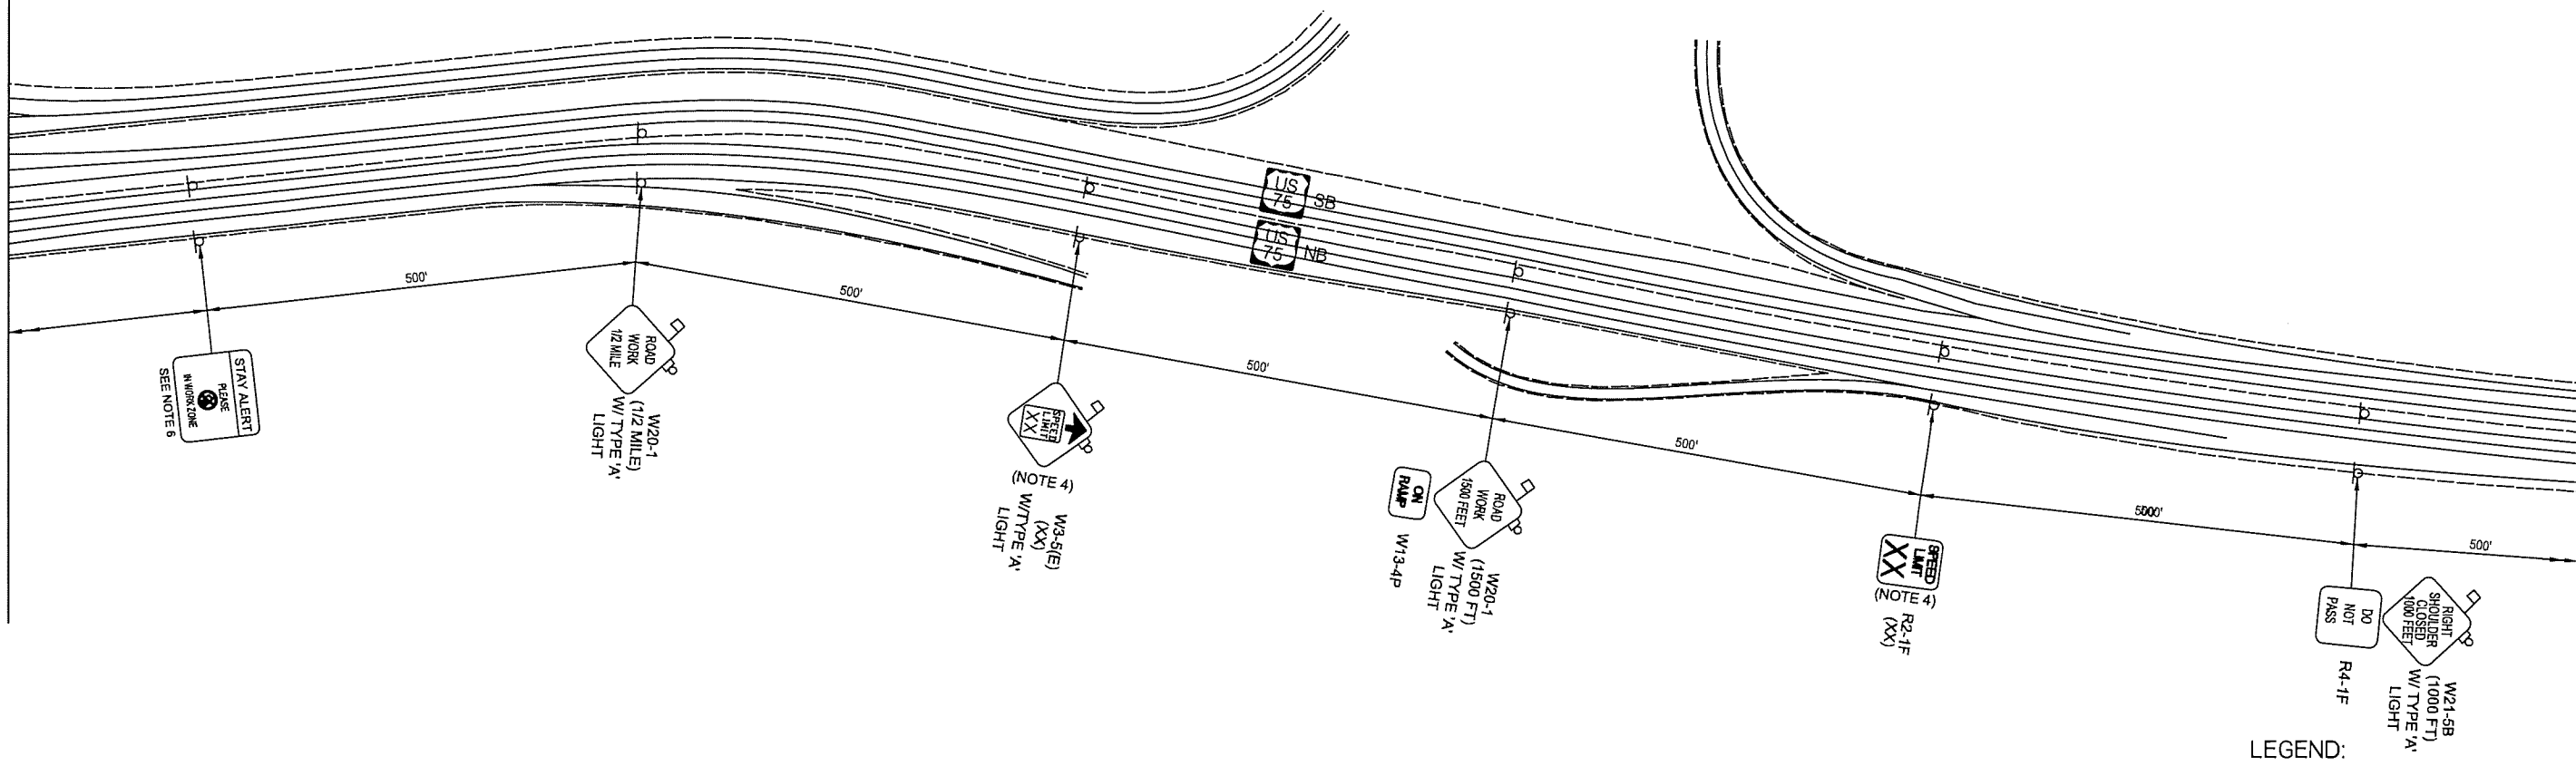 US
75
SB
US
75
NB
500'
500'
500'
500'
500'
STAY ALERT
PLEASE
IN WORK ZONE
SEE NOTE 6
ROAD
WORK
1/2 MILE
W20-1
(1/2 MILE)
W/ TYPE 'A'
LIGHT
SPEED
LIMIT
XX
(NOTE 4)
W3-5(E)
(XX)
W/TYPE 'A'
LIGHT
ON
RAMP
W13-4P
ROAD
WORK
1500 FEET
W20-1
(1500 FT)
W/ TYPE 'A'
LIGHT
SPEED
LIMIT
XX
(NOTE 4)
R2-1F
(XX)
DO
NOT
PASS
R4-1F
RIGHT
SHOULDER
CLOSED
1000 FEET
W21-5B
(1000 FT)
W/ TYPE 'A'
LIGHT
LEGEND: